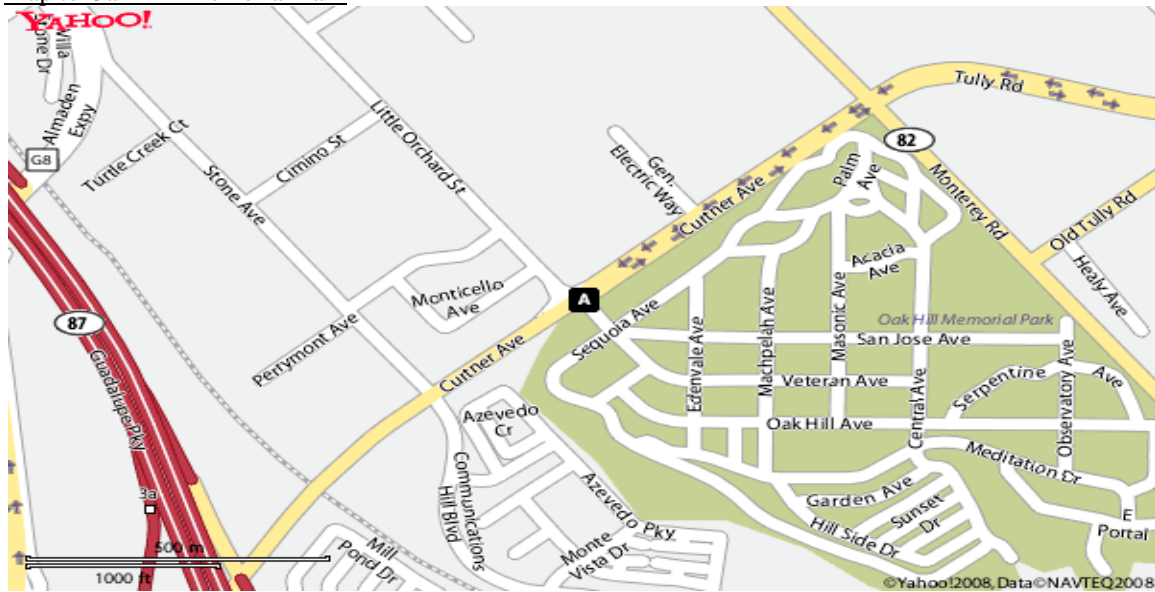 YAHOO!
Villa
one Dr
Almaden
Expy
G8
Turtle Creek Ct
Cimino St
Stone Ave
Little Orchard St
Gen.
Electric Way
Curtner Ave
Tully Rd
82
Palm
Ave
Monterey Rd
Old Tully Rd
Healy Ave
Acacia
Ave
Monticello
Ave
A
87
Perrymont Ave
Curtner Ave
Sequoia Ave
Edenvale Ave
Machpelah Ave
Masonic Ave
Oak Hill Memorial Park
San Jose Ave
Veteran Ave
Serpentine
Ave
Observatory Ave
Central Ave
Oak Hill Ave
Guadalupe Pky
Azevedo
Cr
Communications
Hill Blvd
Azevedo Pky
Meditation Dr
Garden Ave
Sunset
Dr
Hill Side Dr
E
Portal
3a
500 m
1000 ft
Mill
Pond Dr
Monte
Vista Dr
©Yahoo!2008, Data©NAVTEQ2008